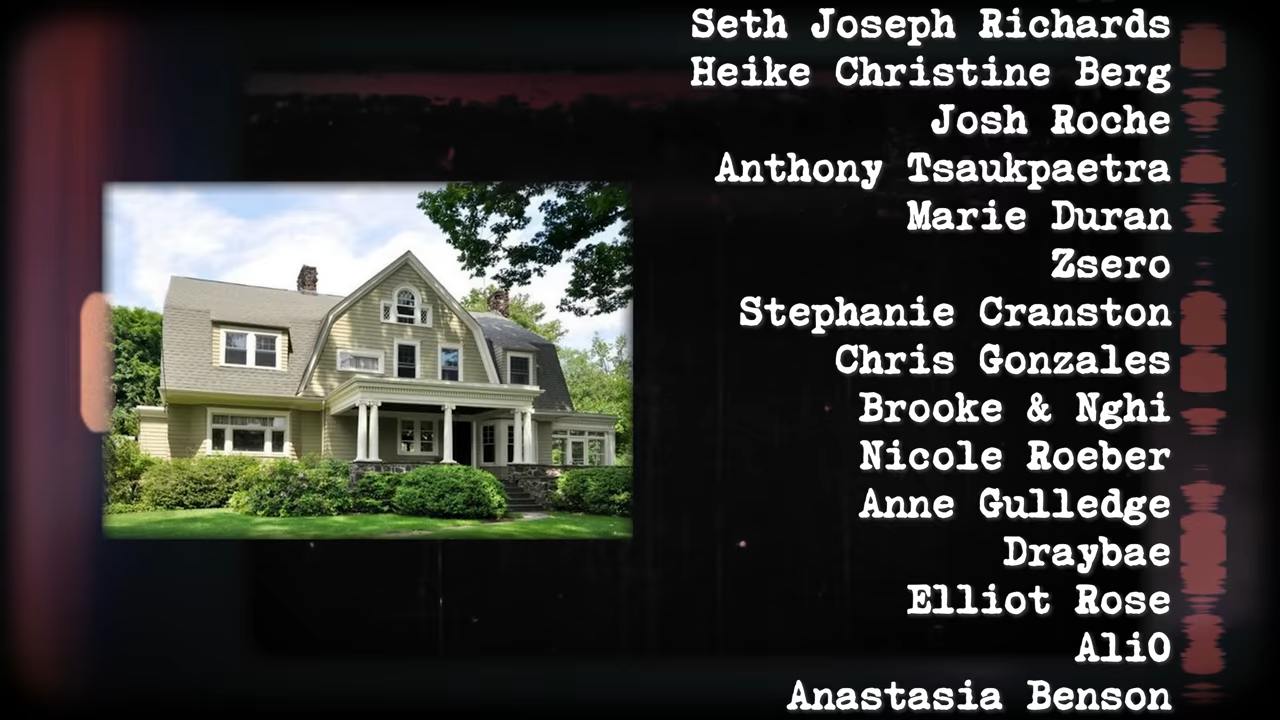 Seth Joseph Richards
Heike Christine Berg
Josh Roche
Anthony Tsaukpaetra
Marie Duran
Zsero
Stephanie Cranston
Chris Gonzales
Brooke & Nghi
Nicole Roeber
Anne Gulledge
Draybae
Elliot Rose
AliO
Anastasia Benson